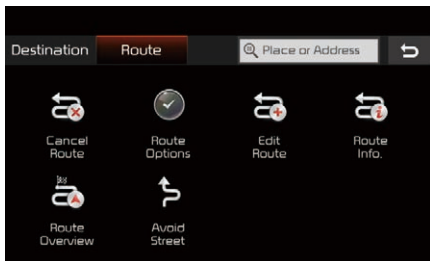 Destination
Route
Place or Address
Cancel
Route
Route
Options
Edit
Route
Route
Info.
Route
Overview
Avoid
Street